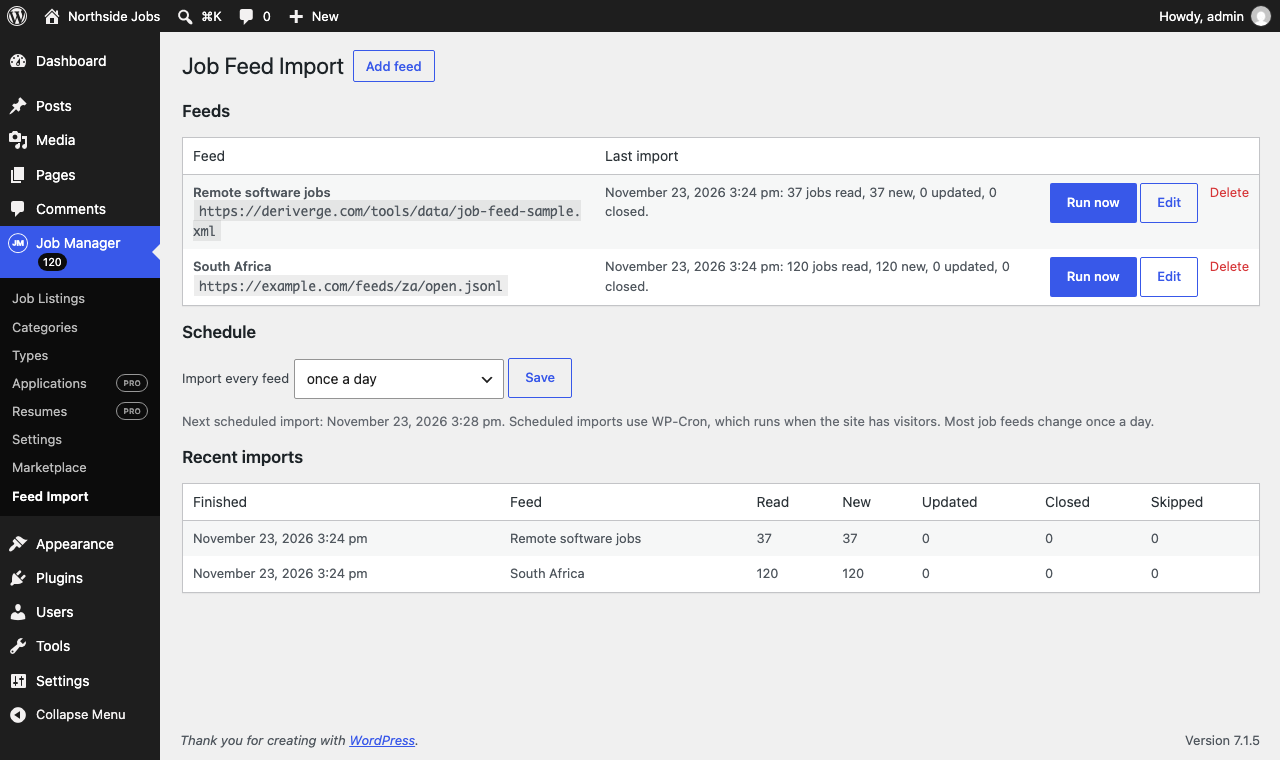 Northside Jobs ⌘K 0 New Howdy, admin
Dashboard
Posts
Media
Pages
Comments
JM Job Manager
120
Job Listings
Categories
Types
Applications PRO
Resumes PRO
Settings
Marketplace
Feed Import
Appearance
Plugins
Users
Tools
Settings
Collapse Menu
Job Feed Import Add feed
Feeds
Feed Last import
Remote software jobs
https://deriverge.com/tools/data/job-feed-sample.
xml
November 23, 2026 3:24 pm: 37 jobs read, 37 new, 0 updated, 0
closed.
Run now Edit Delete
South Africa
https://example.com/feeds/za/open.jsonl
November 23, 2026 3:24 pm: 120 jobs read, 120 new, 0 updated, 0
closed.
Run now Edit Delete
Schedule
Import every feed once a day Save
Next scheduled import: November 23, 2026 3:28 pm. Scheduled imports use WP-Cron, which runs when the site has visitors. Most job feeds change once a day.
Recent imports
Finished Feed Read New Updated Closed Skipped
November 23, 2026 3:24 pm Remote software jobs 37 37 0 0 0
November 23, 2026 3:24 pm South Africa 120 120 0 0 0
Thank you for creating with WordPress. Version 7.1.5